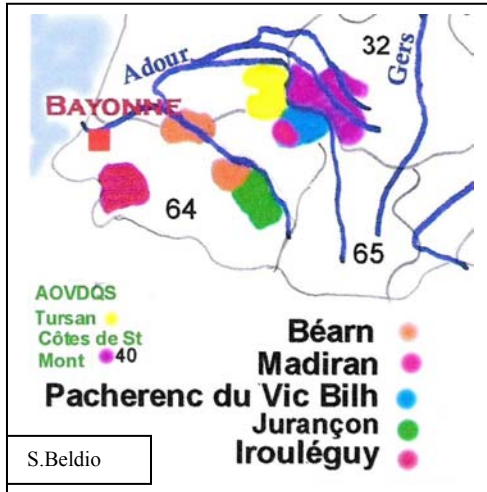 32
Adour
Gers
BAYONNE
64
65
AOVDQS
Tursan
Côtes de St
Mont 40
Béarn
Madiran
Pacherenc du Vic Bilh
Jurançon
Irouléguy
S.Beldio